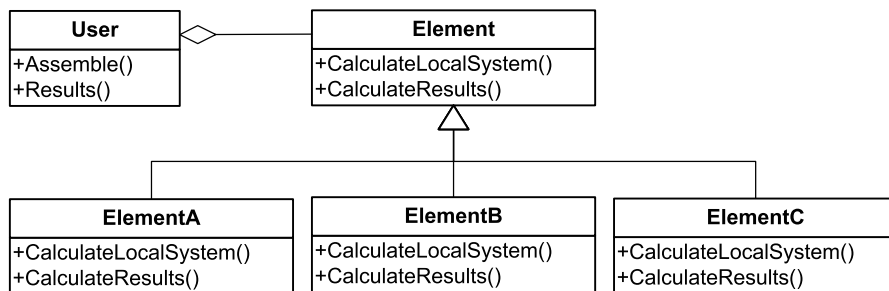 User
+Assemble()
+Results()
Element
+CalculateLocalSystem()
+CalculateResults()
ElementA
+CalculateLocalSystem()
+CalculateResults()
ElementB
+CalculateLocalSystem()
+CalculateResults()
ElementC
+CalculateLocalSystem()
+CalculateResults()